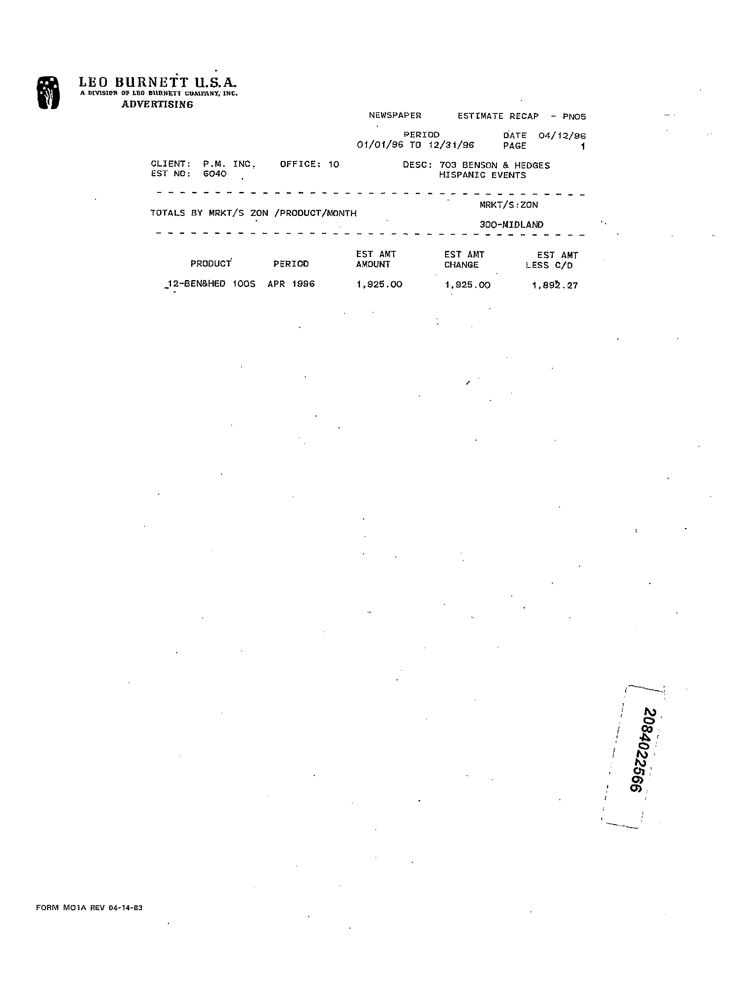 LEO BURNETT U.S.A.
A DIVISION OF LEO BURNETT COMPANY, INC.
ADVERTISING
NEWSPAPER ESTIMATE RECAP - PNO5
PERIOD DATE 04/12/96
01/01/96 TO 12/31/96 PAGE 1
CLIENT: P.M. INC. OFFICE: 10 DESC: 703 BENSON & HEDGES
EST NO: 6040 HISPANIC EVENTS
MRKT/S:ZON
TOTALS BY MRKT/S ZON /PRODUCT/MONTH
300-MIDLAND
EST AMT EST AMT EST AMT
PRODUCT PERIOD AMOUNT CHANGE LESS C/D
12-BEN&HED 100S APR 1996 1,925.00 1,925.00 1,892.27
2084022566
FORM MO1A REV 04-14-83